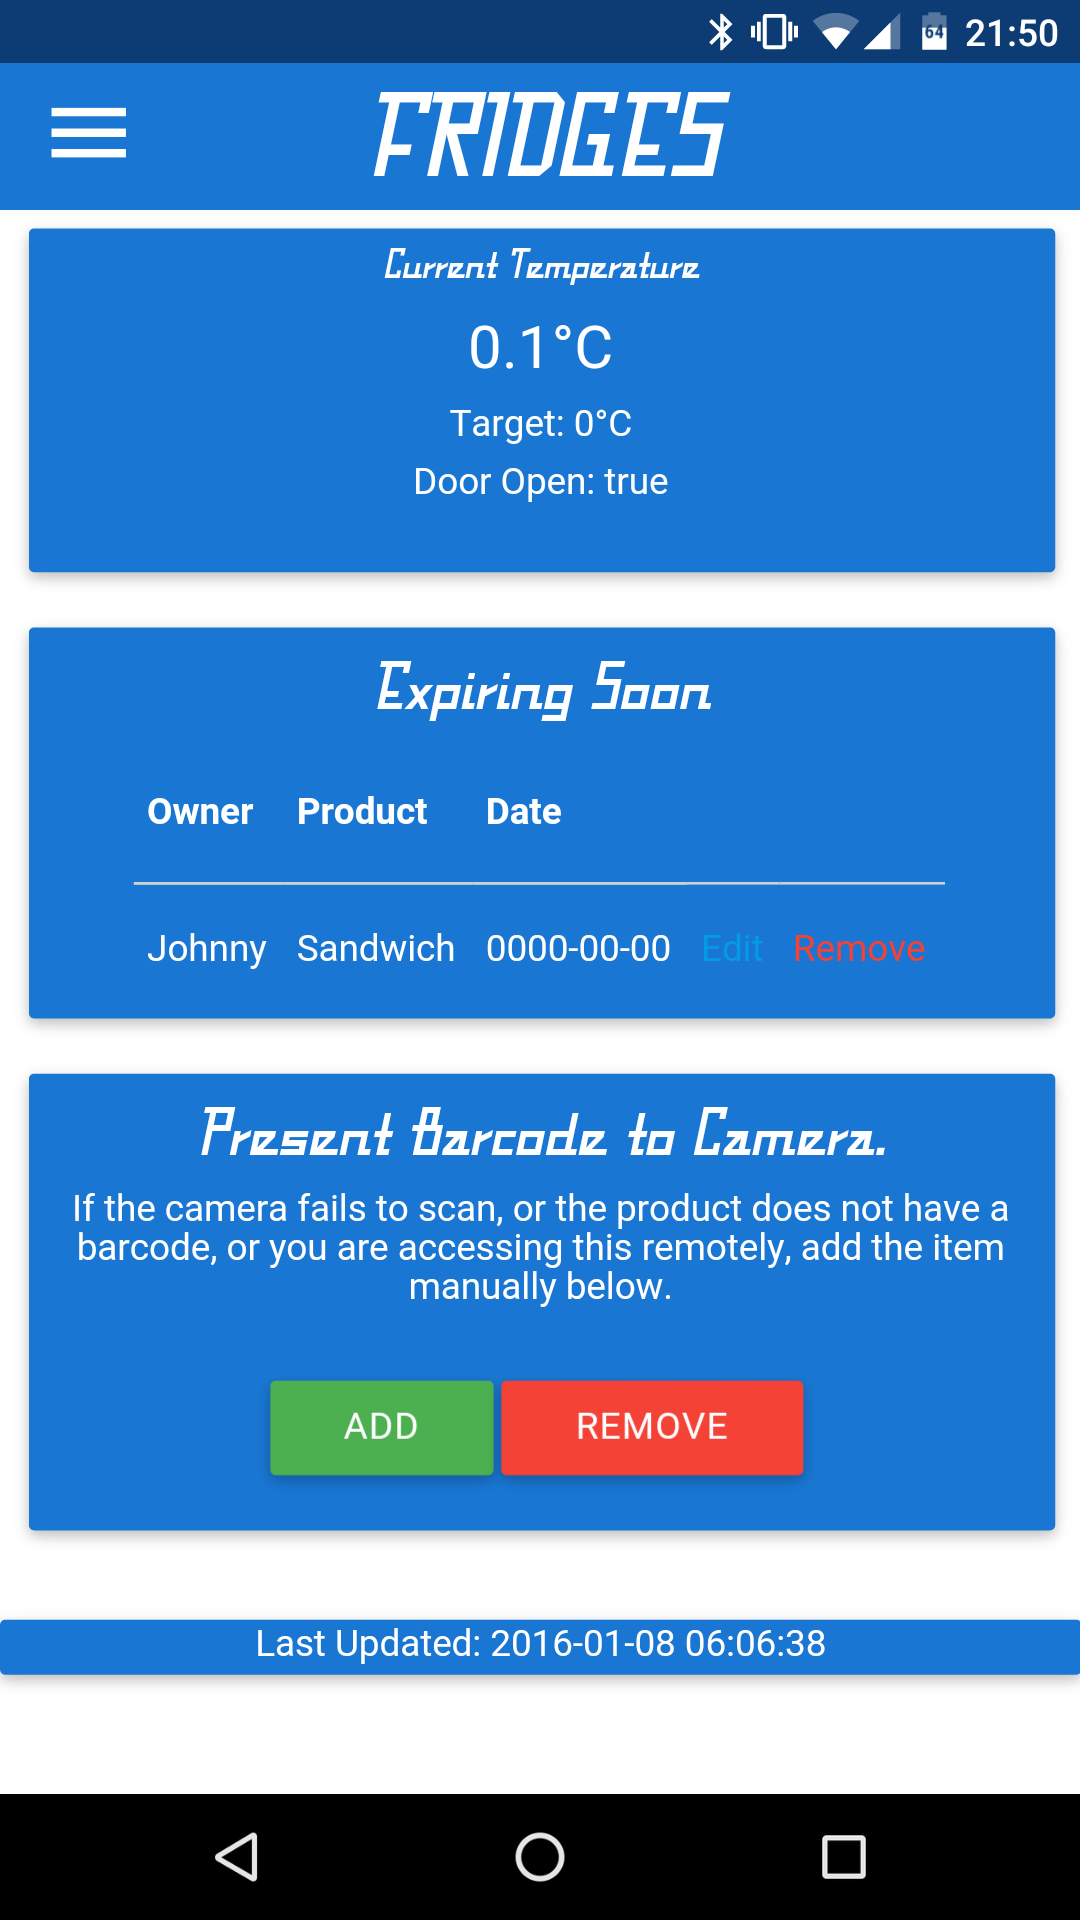 64 21:50
FRIDGES
Current Temperature
0.1°C
Target: 0°C
Door Open: true
Expiring Soon
Owner Product Date
Johnny Sandwich 0000-00-00 Edit Remove
Present Barcode to Camera.
If the camera fails to scan, or the product does not have a
barcode, or you are accessing this remotely, add the item
manually below.
ADD REMOVE
Last Updated: 2016-01-08 06:06:38